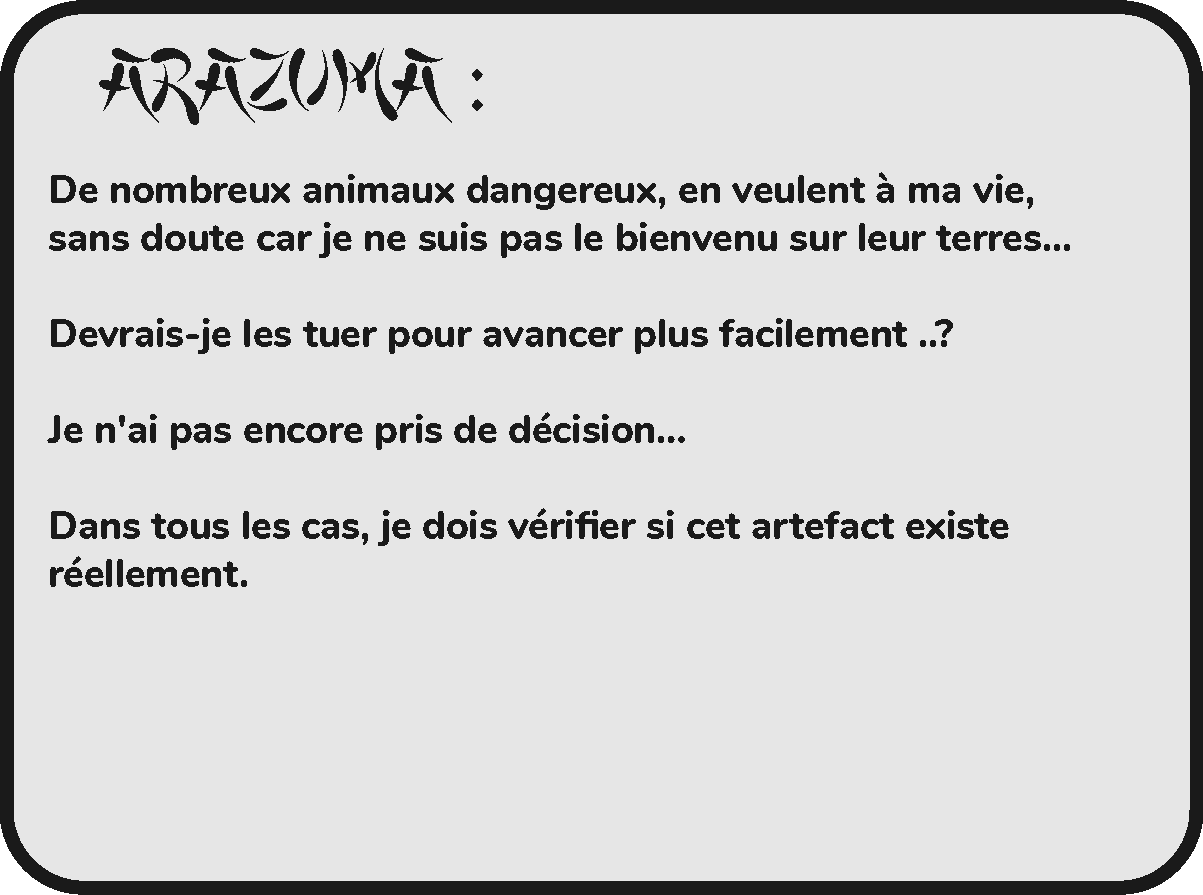 ARAZUMA :
De nombreux animaux dangereux, en veulent à ma vie,
sans doute car je ne suis pas le bienvenu sur leur terres...
Devrais-je les tuer pour avancer plus facilement ..?
Je n'ai pas encore pris de décision...
Dans tous les cas, je dois vérifier si cet artefact existe
réellement.